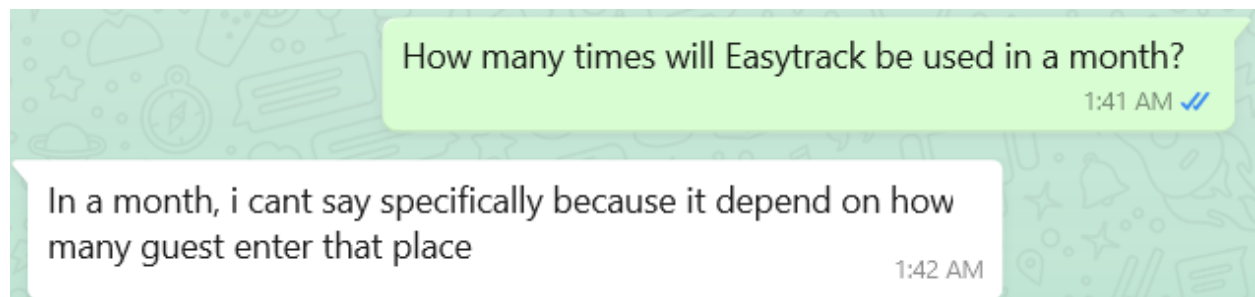 How many times will Easytrack be used in a month?
1:41 AM
In a month, i cant say specifically because it depend on how
many guest enter that place
1:42 AM